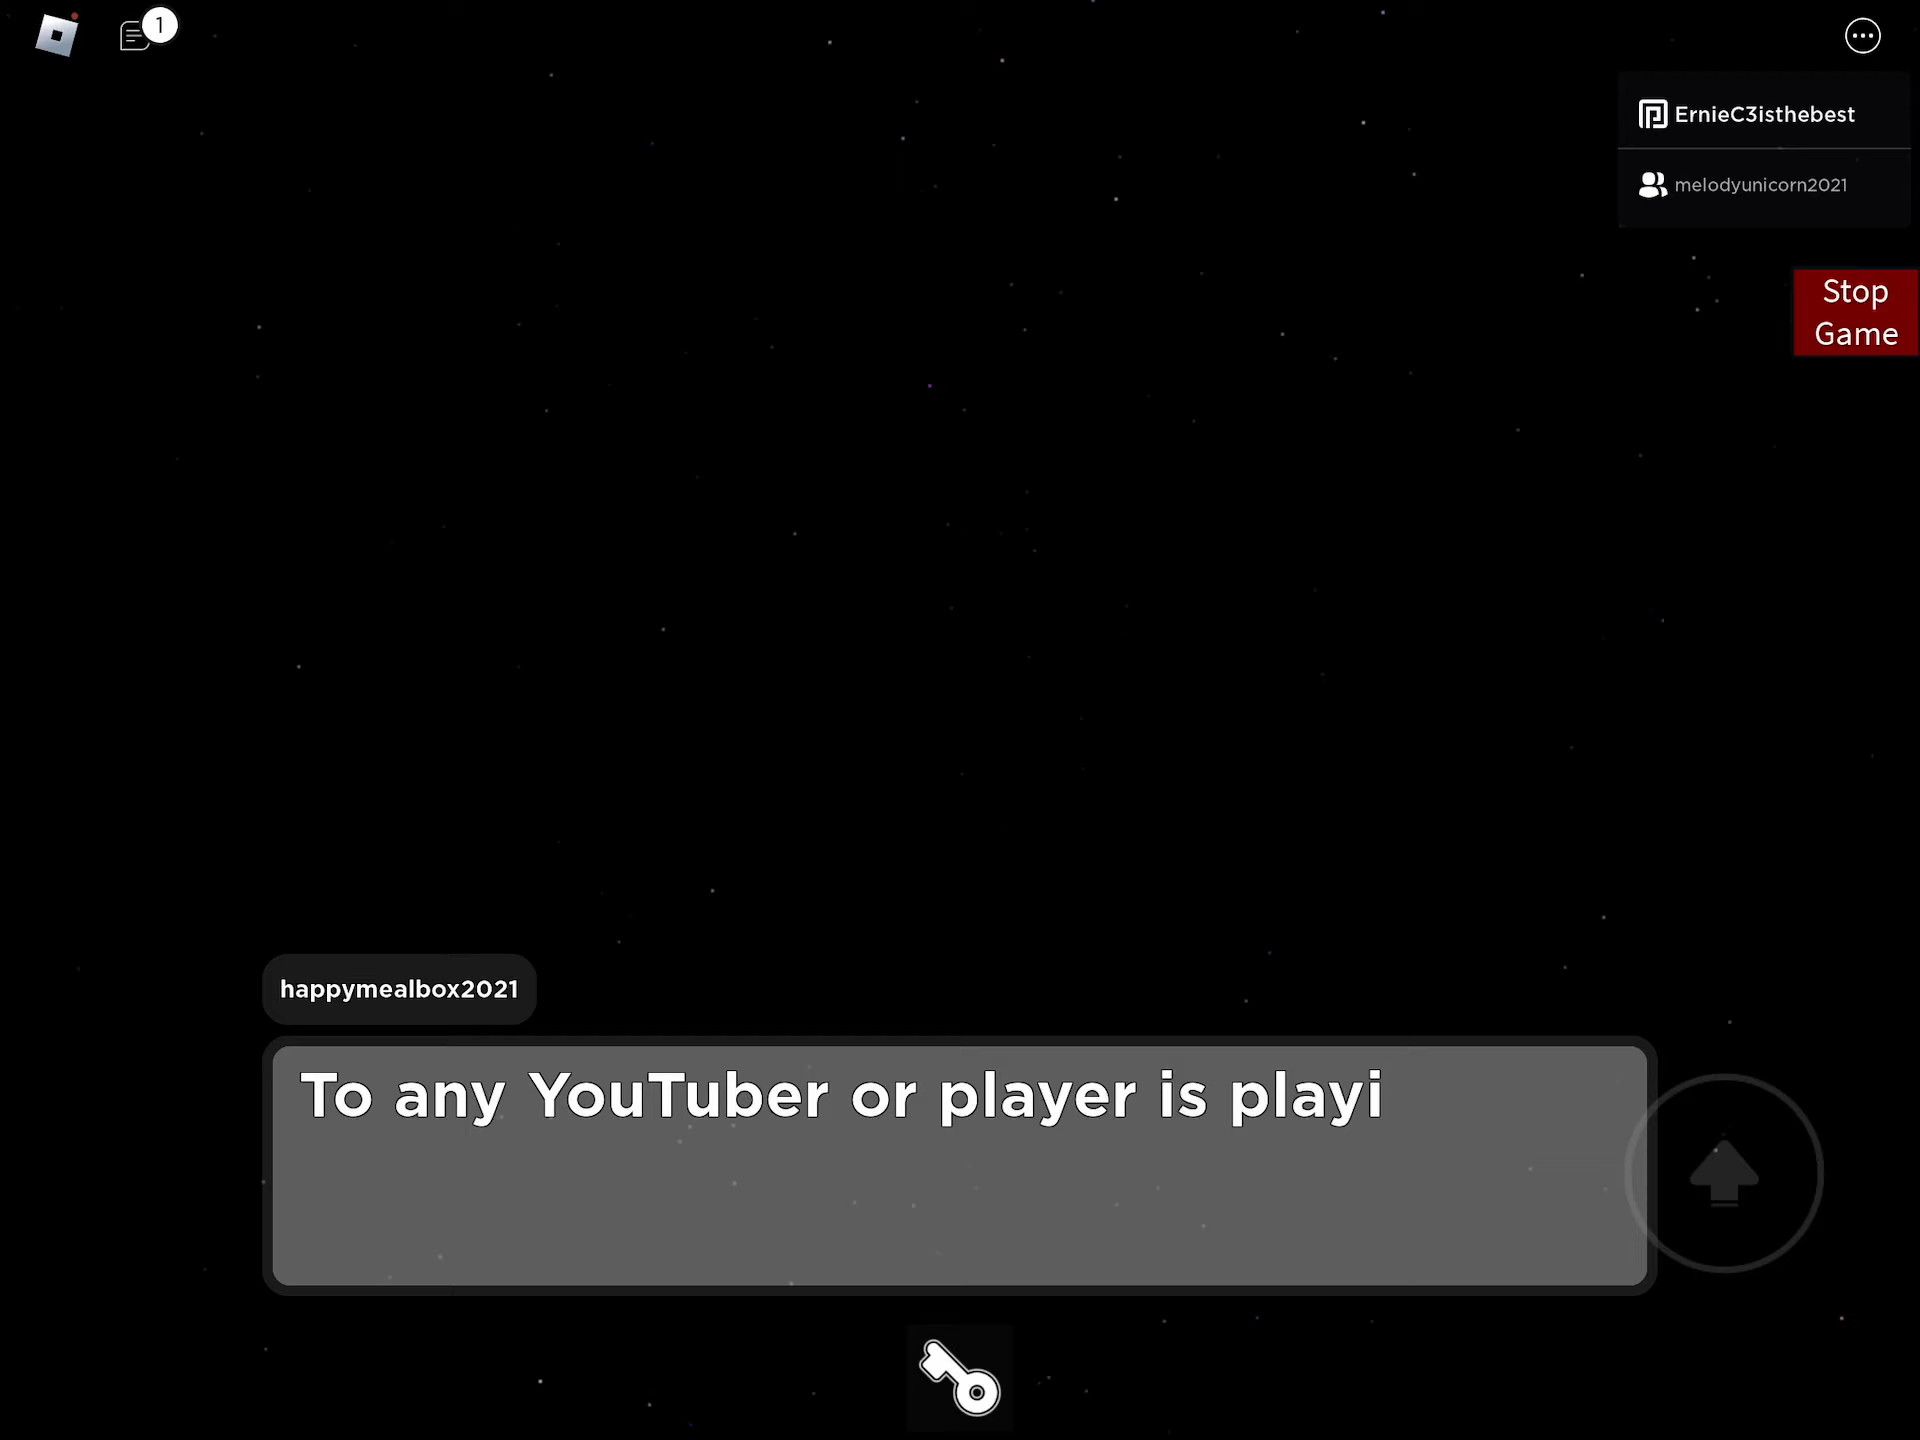 1
ErnieC3isthebest
melodyunicorn2021
Stop
Game
happymealbox2021
To any YouTuber or player is playi